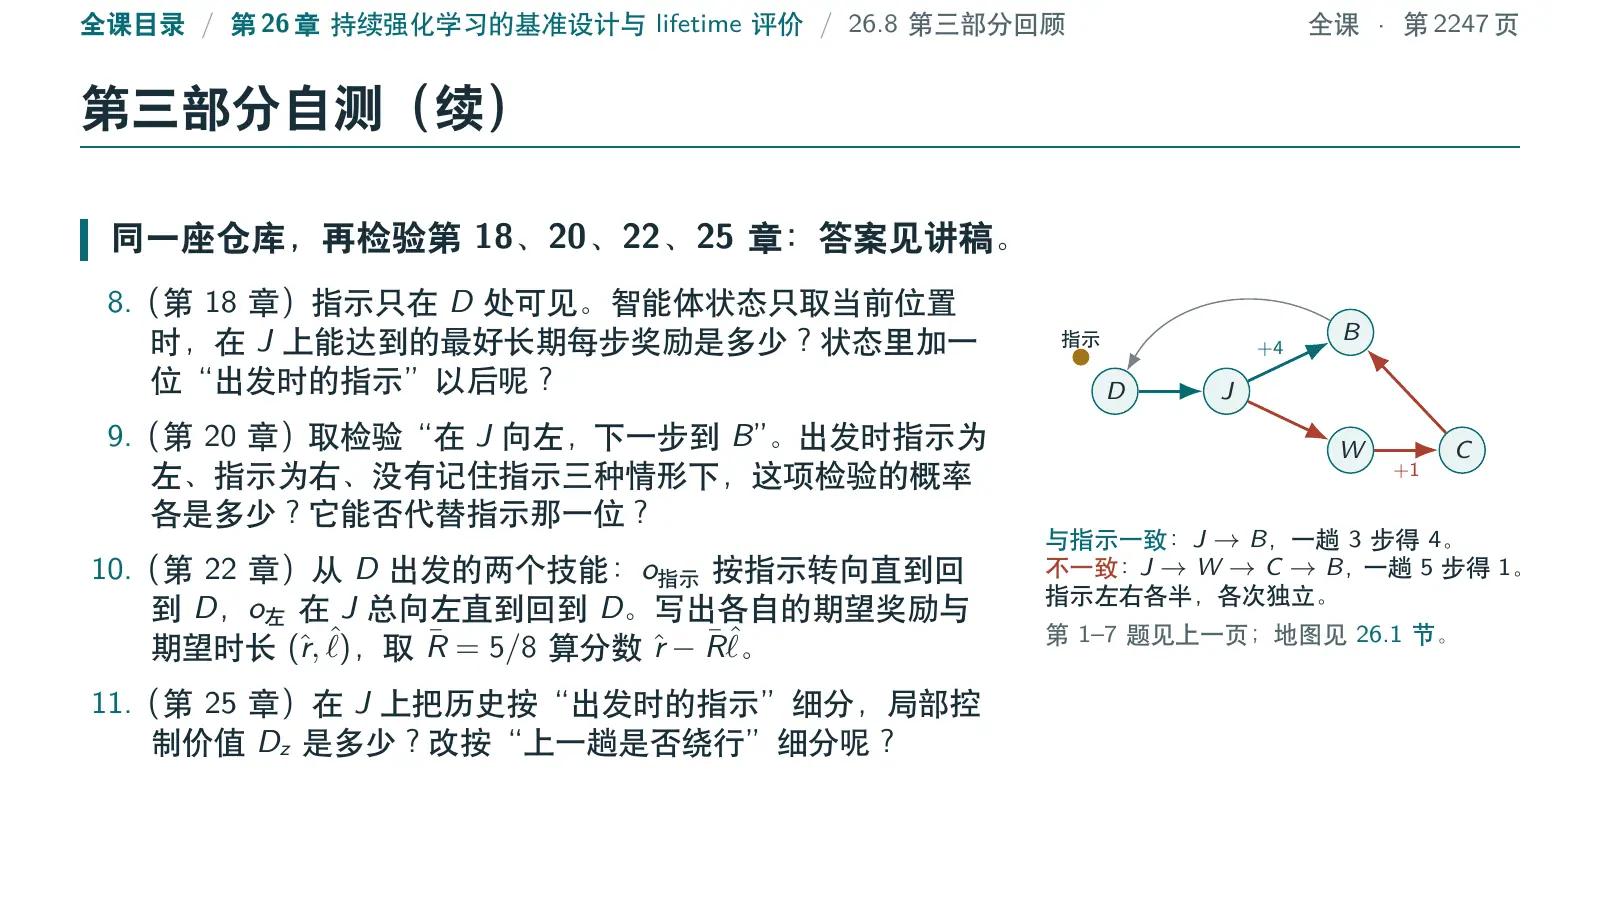 全课目录 / 第 26 章 持续强化学习的基准设计与 lifetime 评价 / 26.8 第三部分回顾
全课 · 第 2247 页
第三部分自测（续）
同一座仓库，再检验第 18、20、22、25 章：答案见讲稿。
8.（第 18 章）指示只在 D 处可见。智能体状态只取当前位置
时，在 J 上能达到的最好长期每步奖励是多少？状态里加一
位“出发时的指示”以后呢？
9.（第 20 章）取检验“在 J 向左，下一步到 B”。出发时指示为
左、指示为右、没有记住指示三种情形下，这项检验的概率
各是多少？它能否代替指示那一位？
10.（第 22 章）从 D 出发的两个技能：o指示 按指示转向直到回
到 D，o左 在 J 总向左直到回到 D。写出各自的期望奖励与
期望时长 (r̂, ℓ̂)，取 R̄ = 5/8 算分数 r̂ − R̄ℓ̂。
11.（第 25 章）在 J 上把历史按“出发时的指示”细分，局部控
制价值 D_z 是多少？改按“上一趟是否绕行”细分呢？
指示
D
J
B
W
C
+4
+1
与指示一致：J → B，一趟 3 步得 4。
不一致：J → W → C → B，一趟 5 步得 1。
指示左右各半，各次独立。
第 1–7 题见上一页；地图见 26.1 节。